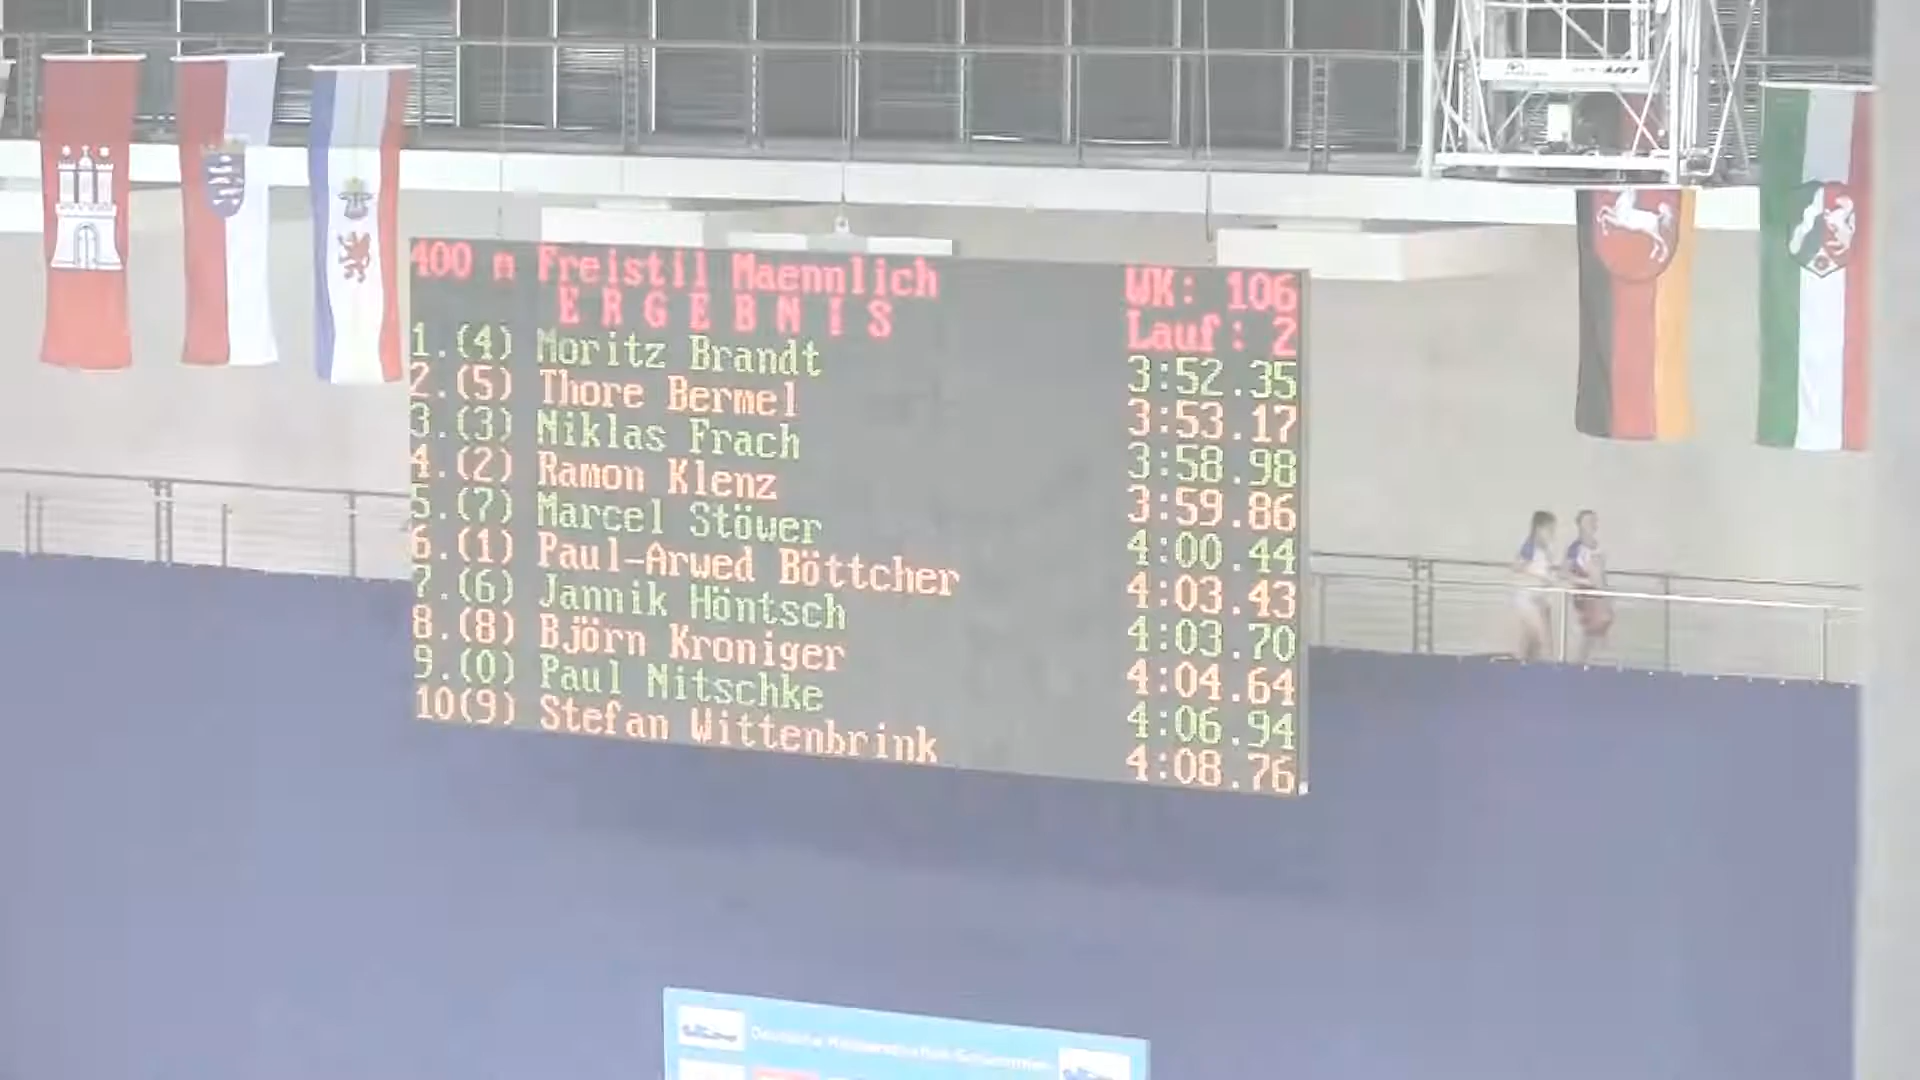 400 m Freistil Maennlich WK: 106
E R G E B N I S Lauf: 2
1.(4) Moritz Brandt 3:52.35
2.(5) Thore Bermel 3:53.17
3.(3) Niklas Frach 3:58.98
4.(2) Ramon Klenz 3:59.86
5.(7) Marcel Stöwer 4:00.44
6.(1) Paul-Arwed Böttcher 4:03.43
7.(6) Jannik Höntsch 4:03.70
8.(8) Björn Kroniger 4:04.64
9.(0) Paul Nitschke 4:06.94
10(9) Stefan Wittenbrink 4:08.76
Deutsche